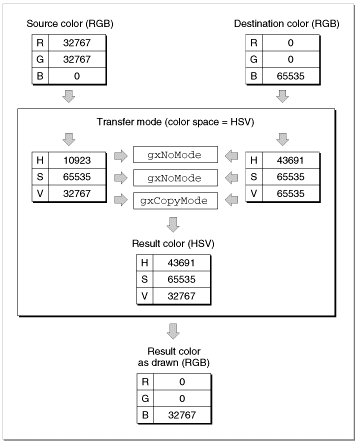 Source color (RGB) Destination color (RGB)
R 32767 R 0
G 32767 G 0
B 0 B 65535
Transfer mode (color space = HSV)
H 10923 gxNoMode H 43691
S 65535 gxNoMode S 65535
V 32767 gxCopyMode V 65535
Result color (HSV)
H 43691
S 65535
V 32767
Result color
as drawn (RGB)
R 0
G 0
B 32767